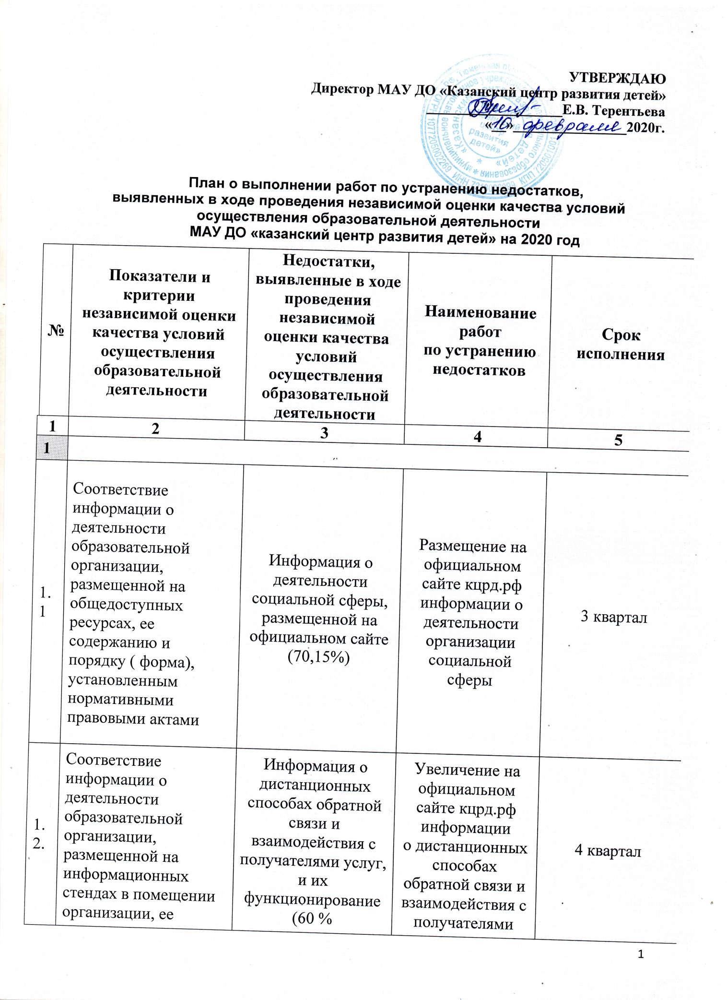 УТВЕРЖДАЮ
Директор МАУ ДО «Казанский центр развития детей»
Е.В. Терентьева
«10» февраля 2020г.
План о выполнении работ по устранению недостатков,
выявленных в ходе проведения независимой оценки качества условий
осуществления образовательной деятельности
МАУ ДО «казанский центр развития детей» на 2020 год
№
Показатели и
критерии
независимой оценки
качества условий
осуществления
образовательной
деятельности
Недостатки,
выявленные в ходе
проведения
независимой
оценки качества
условий
осуществления
образовательной
деятельности
Наименование
работ
по устранению
недостатков
Срок
исполнения
1
2
3
4
5
1
1.
1
Соответствие
информации о
деятельности
образовательной
организации,
размещенной на
общедоступных
ресурсах, ее
содержанию и
порядку ( форма),
установленным
нормативными
правовыми актами
Информация о
деятельности
социальной сферы,
размещенной на
официальном сайте
(70,15%)
Размещение на
официальном
сайте кцрд.рф
информации о
деятельности
организации
социальной
сферы
3 квартал
1.
2.
Соответствие
информации о
деятельности
образовательной
организации,
размещенной на
информационных
стендах в помещении
организации, ее
Информация о
дистанционных
способах обратной
связи и
взаимодействия с
получателями услуг,
и их
функционирование
(60 %
Увеличение на
официальном
сайте кцрд.рф
информации
о дистанционных
способах
обратной связи и
взаимодействия с
получателями
4 квартал
1